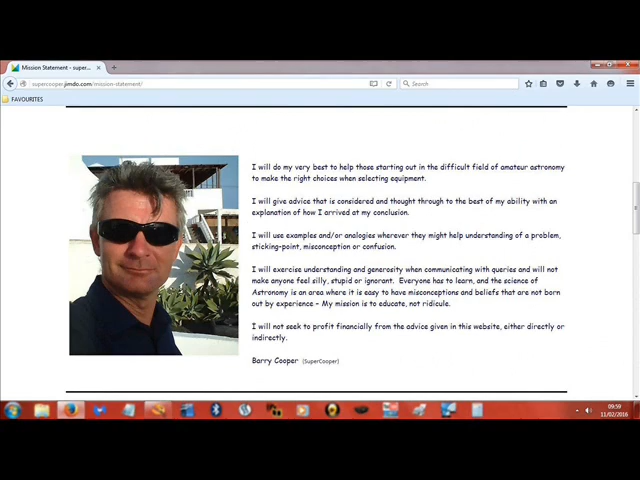 Mission Statement - super...
supercooper.jimdo.com/mission-statement/
Search
FAVOURITES
I will do my very best to help those starting out in the difficult field of amateur astronomy
to make the right choices when selecting equipment.
I will give advice that is considered and thought through to the best of my ability with an
explanation of how I arrived at my conclusion.
I will use examples and/or analogies wherever they might help understanding of a problem,
sticking-point, misconception or confusion.
I will exercise understanding and generosity when communicating with queries and will not
make anyone feel silly, stupid or ignorant. Everyone has to learn, and the science of
Astronomy is an area where it is easy to have misconceptions and beliefs that are not born
out by experience – My mission is to educate, not ridicule.
I will not seek to profit financially from the advice given in this website, either directly or
indirectly.
Barry Cooper (SuperCooper)
09:59
11/02/2016